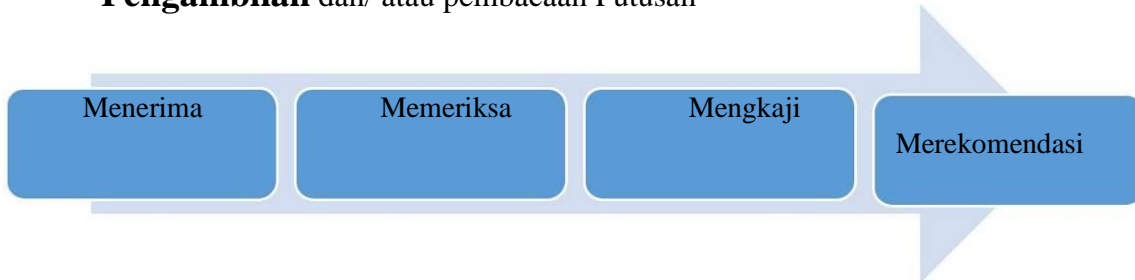 Pengambilan dan/ atau pembacaan Putusan
Menerima
Memeriksa
Mengkaji
Merekomendasi